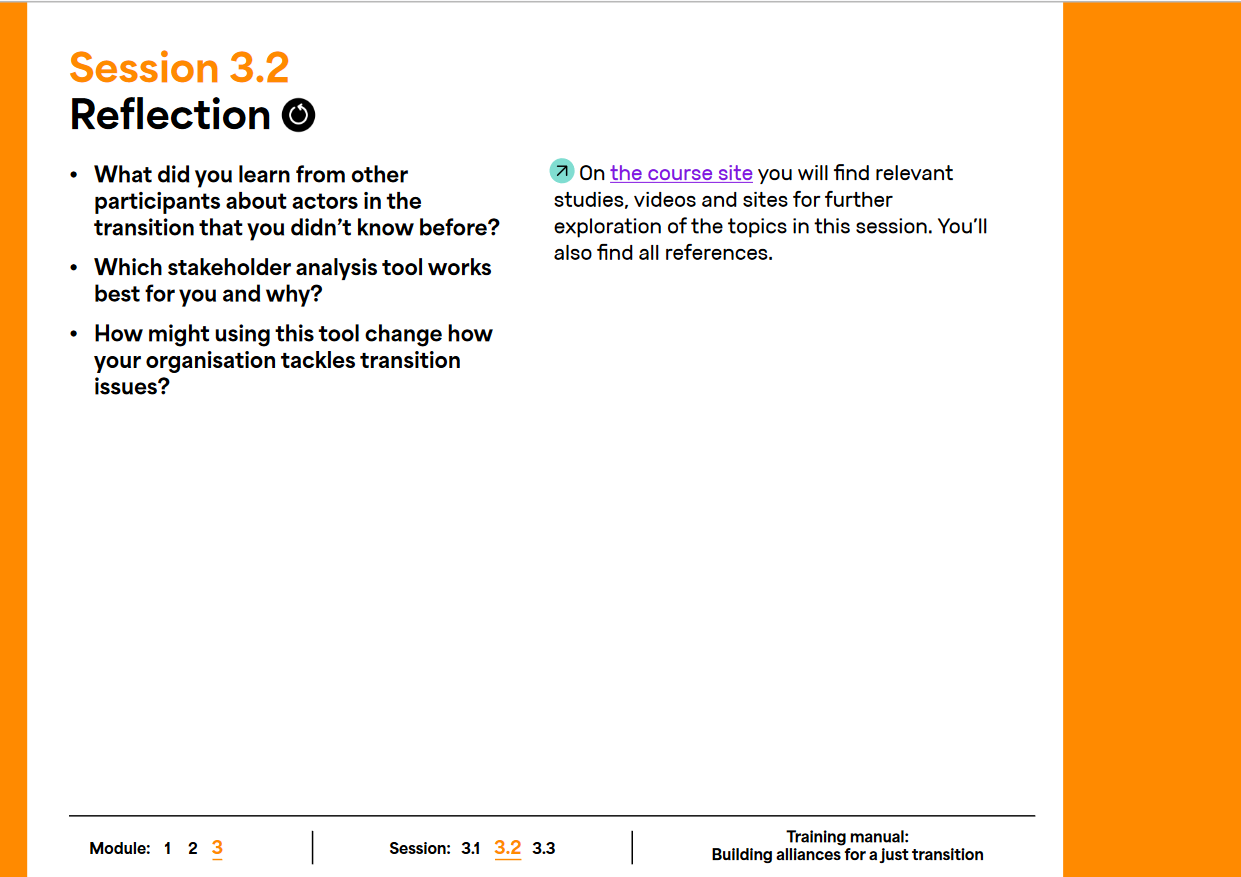 Session 3.2
Reflection
• What did you learn from other
participants about actors in the
transition that you didn’t know before?
• Which stakeholder analysis tool works
best for you and why?
• How might using this tool change how
your organisation tackles transition
issues?
On the course site you will find relevant
studies, videos and sites for further
exploration of the topics in this session. You’ll
also find all references.
Module: 1 2 3
Session: 3.1 3.2 3.3
Training manual:
Building alliances for a just transition